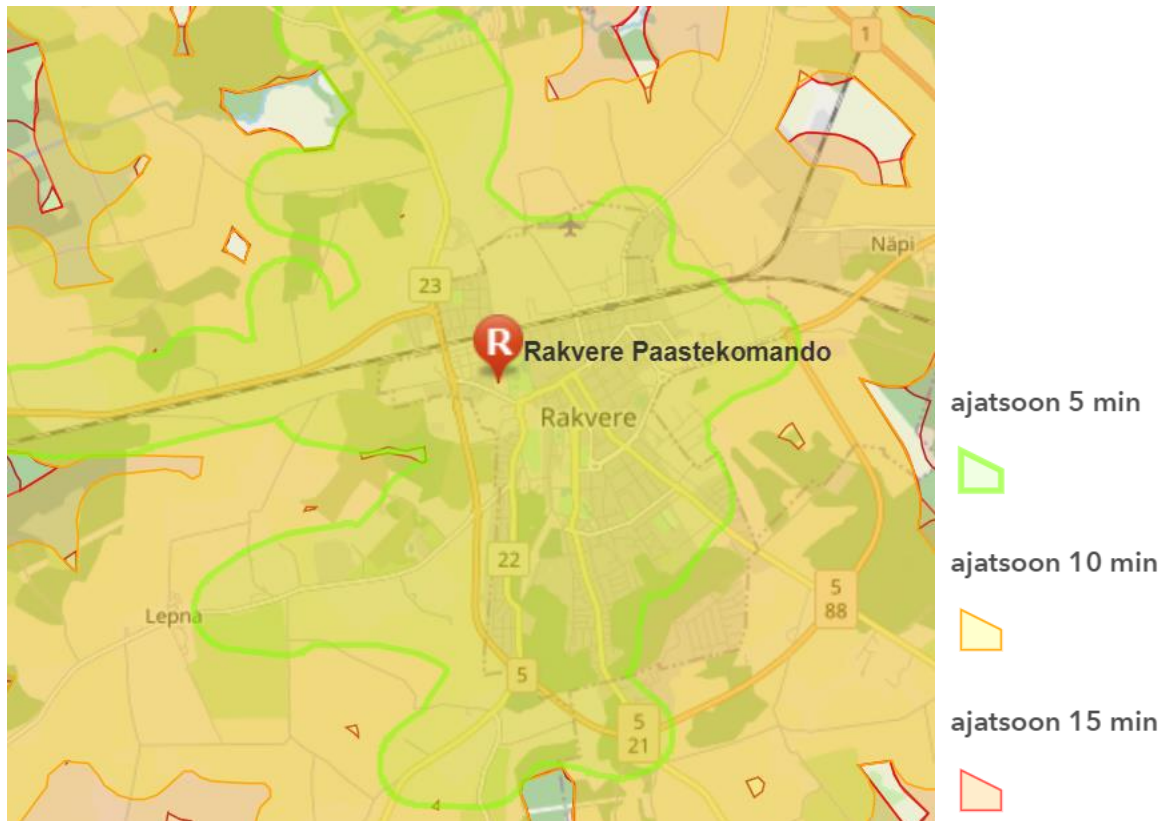 1
Näpi
23
Rakvere Paastekomando
Rakvere
ajatsoon 5 min
22
ajatsoon 10 min
5
88
Lepna
5
5
21
ajatsoon 15 min